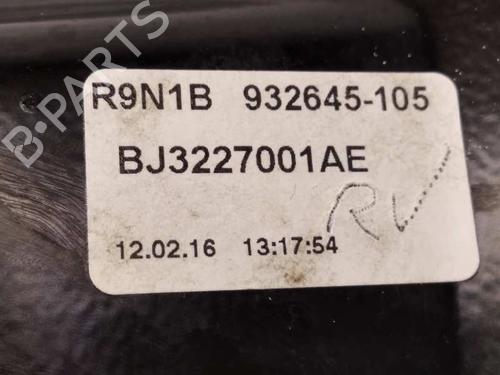 B-PARTS
R9N1B 932645-105
BJ3227001AE
RV
12.02.16 13:17:54